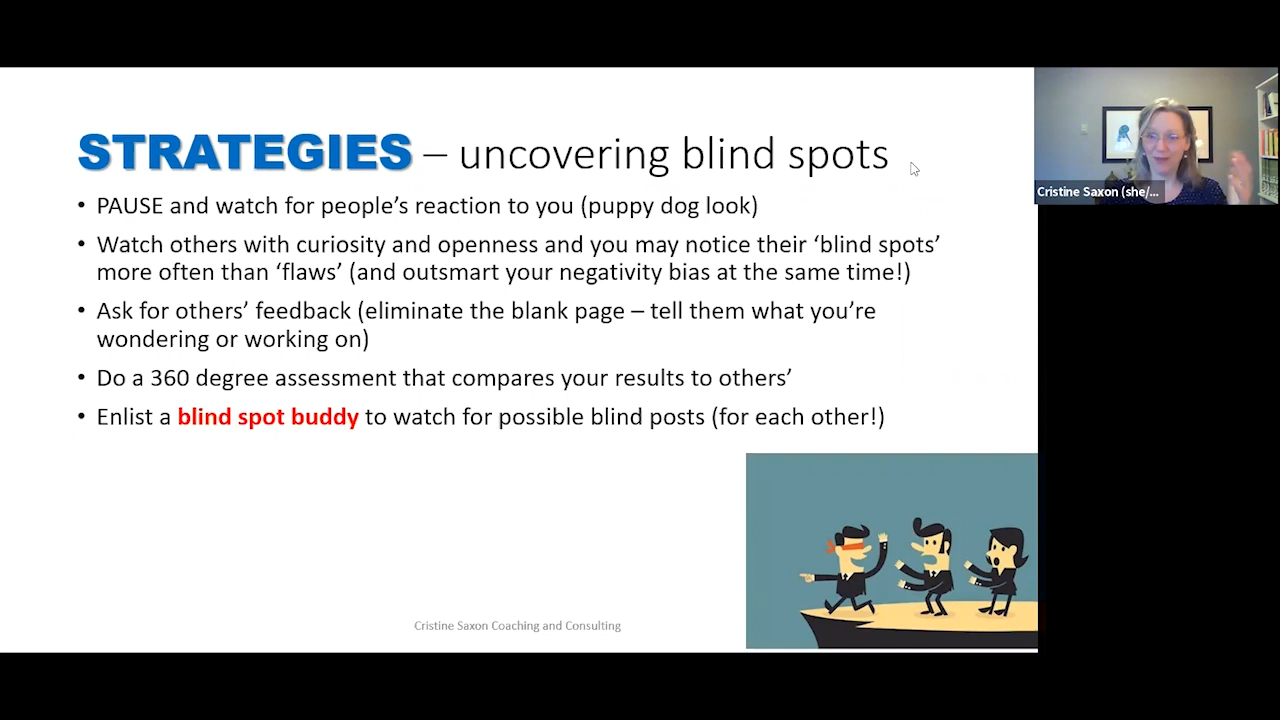 STRATEGIES – uncovering blind spots
• PAUSE and watch for people's reaction to you (puppy dog look)
• Watch others with curiosity and openness and you may notice their 'blind spots'
more often than 'flaws' (and outsmart your negativity bias at the same time!)
• Ask for others' feedback (eliminate the blank page – tell them what you're
wondering or working on)
• Do a 360 degree assessment that compares your results to others'
• Enlist a blind spot buddy to watch for possible blind posts (for each other!)
Cristine Saxon Coaching and Consulting
Cristine Saxon (she/...